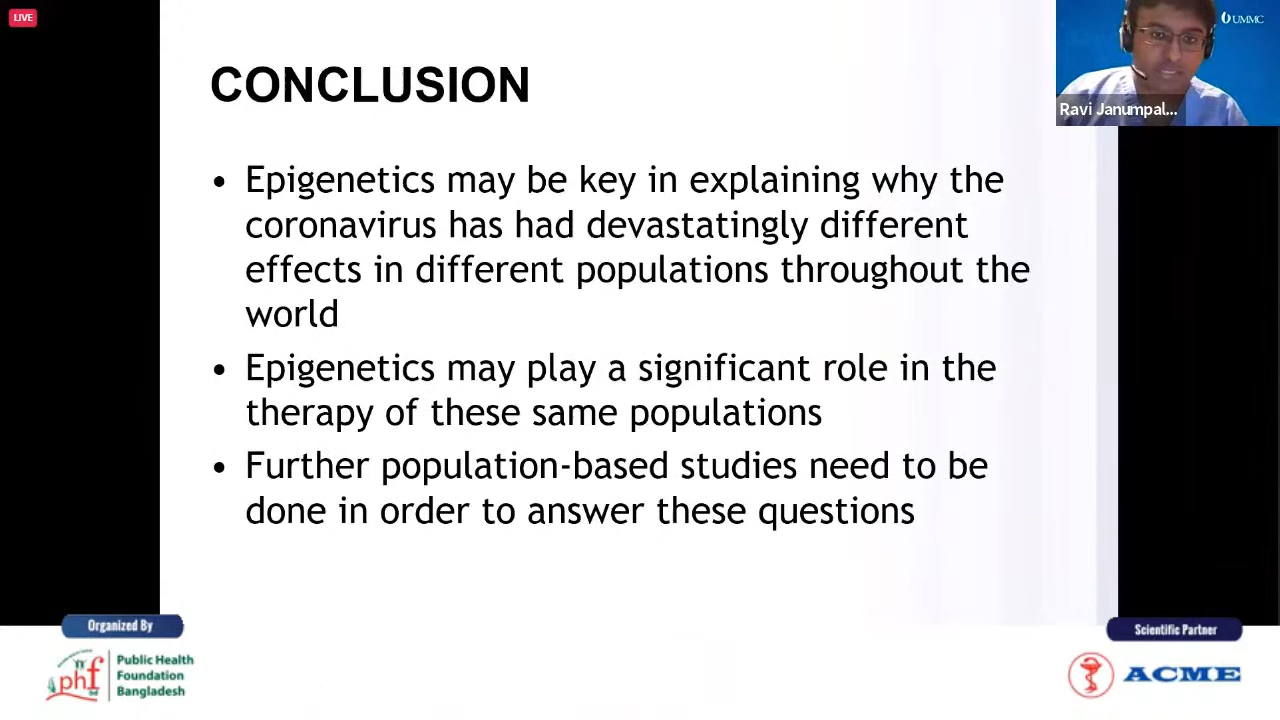 LIVE
UMMC
CONCLUSION
Ravi Janumpal...
• Epigenetics may be key in explaining why the
coronavirus has had devastatingly different
effects in different populations throughout the
world
• Epigenetics may play a significant role in the
therapy of these same populations
• Further population-based studies need to be
done in order to answer these questions
Organized By
phf
Public Health
Foundation
Bangladesh
Scientific Partner
ACME